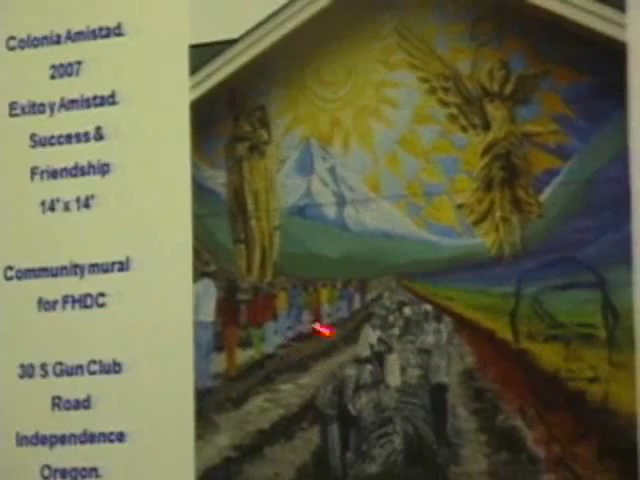 Colonia Amistad.
2007
Exito y Amistad.
Success &
Friendship
14' x 14'
Community mural
for FHDC
30 S Gun Club
Road
Independence
Oregon.